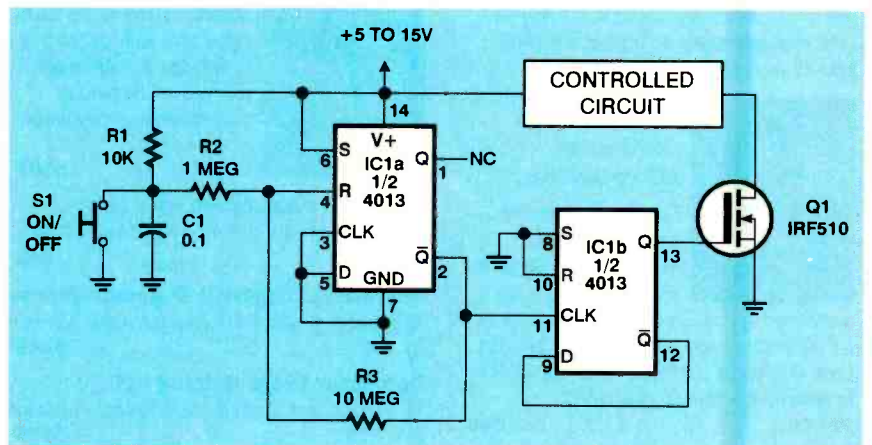 +5 TO 15V
CONTROLLED
CIRCUIT
R1
10K
R2
1 MEG
S1
ON/
OFF
C1
0.1
14
V+
6 S
Q 1 NC
IC1a
4 R
1/2
4013
3 CLK
Q̅ 2
5 D
GND
7
R3
10 MEG
8 S
Q 13
IC1b
10 R
1/2
4013
11 CLK
Q̅ 12
9 D
Q1
IRF510